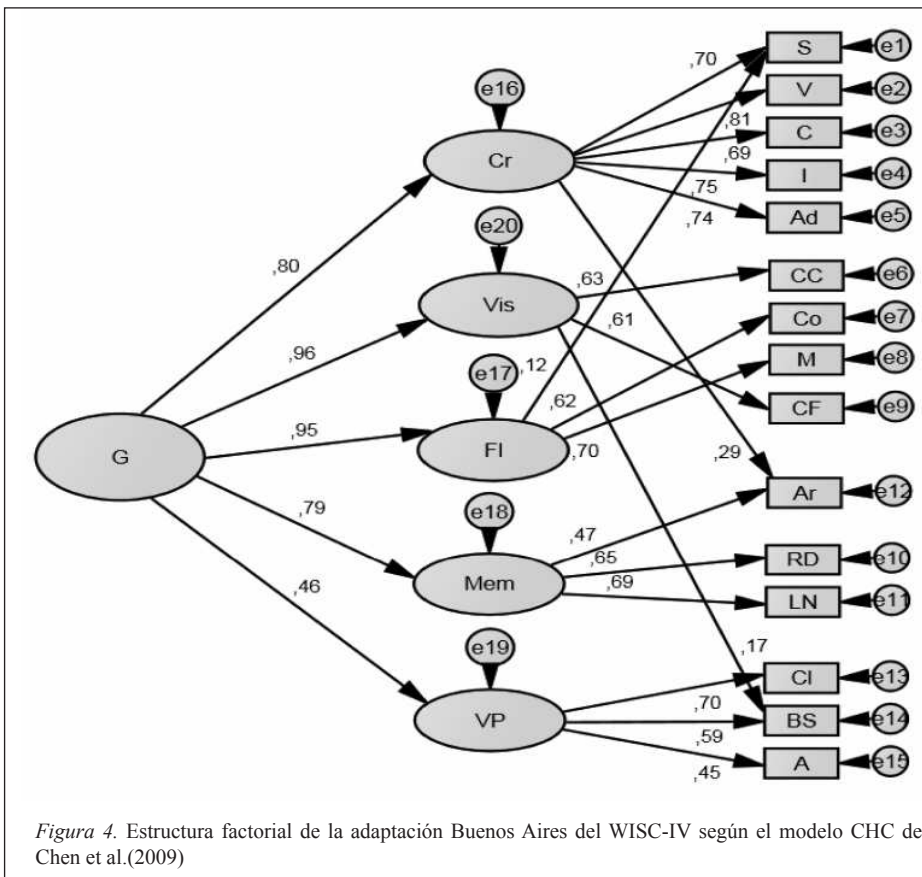 e16
Cr
,80
e20
Vis
,96
e17
FI
,95
G
e18
Mem
,79
e19
VP
,46
,70
,81
,69
,75
,74
,63
,61
,12
,62
,70
,29
,47
,65
,69
,17
,70
,59
,45
S
e1
V
e2
C
e3
I
e4
Ad
e5
CC
e6
Co
e7
M
e8
CF
e9
Ar
e12
RD
e10
LN
e11
Cl
e13
BS
e14
A
e15
Figura 4. Estructura factorial de la adaptación Buenos Aires del WISC-IV según el modelo CHC de
Chen et al.(2009)